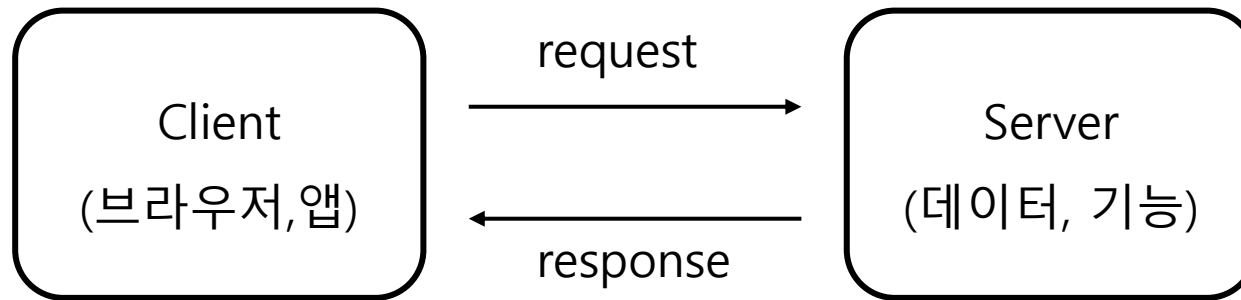 Client
(브라우저,앱)
request
response
Server
(데이터, 기능)